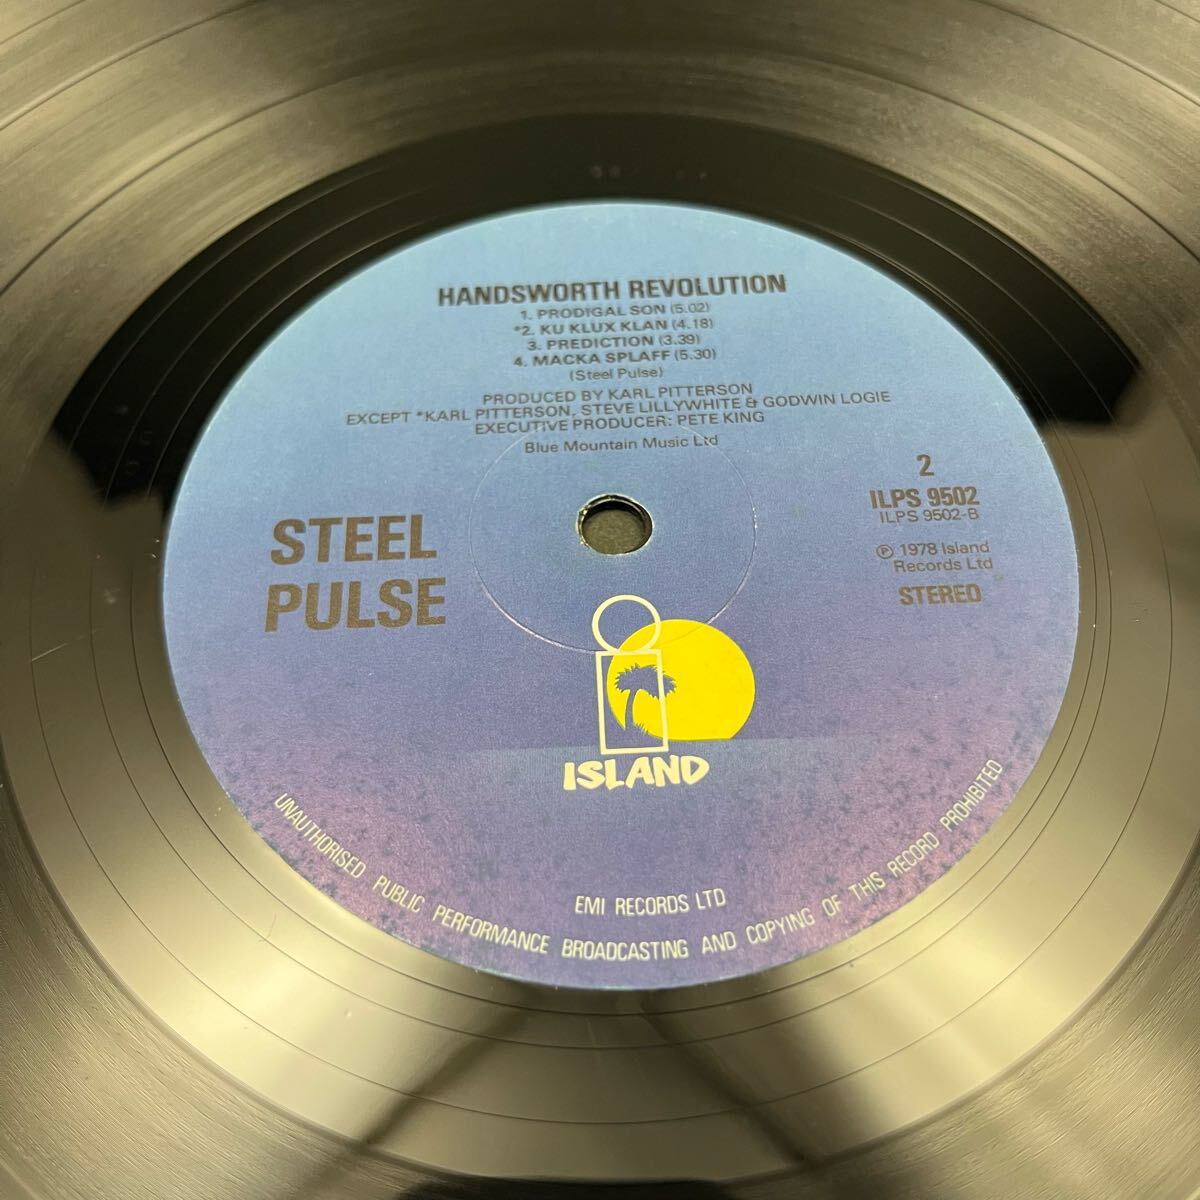 HANDSWORTH REVOLUTION
1. PRODIGAL SON (5.02)
*2. KU KLUX KLAN (4.18)
3. PREDICTION (3.39)
4. MACKA SPLAFF (5.30)
(Steel Pulse)
PRODUCED BY KARL PITTERSON
EXCEPT *KARL PITTERSON, STEVE LILLYWHITE & GODWIN LOGIE
EXECUTIVE PRODUCER: PETE KING
Blue Mountain Music Ltd
2
ILPS 9502
ILPS 9502-B
℗ 1978 Island
Records Ltd
STEREO
STEEL
PULSE
ISLAND
EMI RECORDS LTD
UNAUTHORISED PUBLIC PERFORMANCE BROADCASTING AND COPYING OF THIS RECORD PROHIBITED